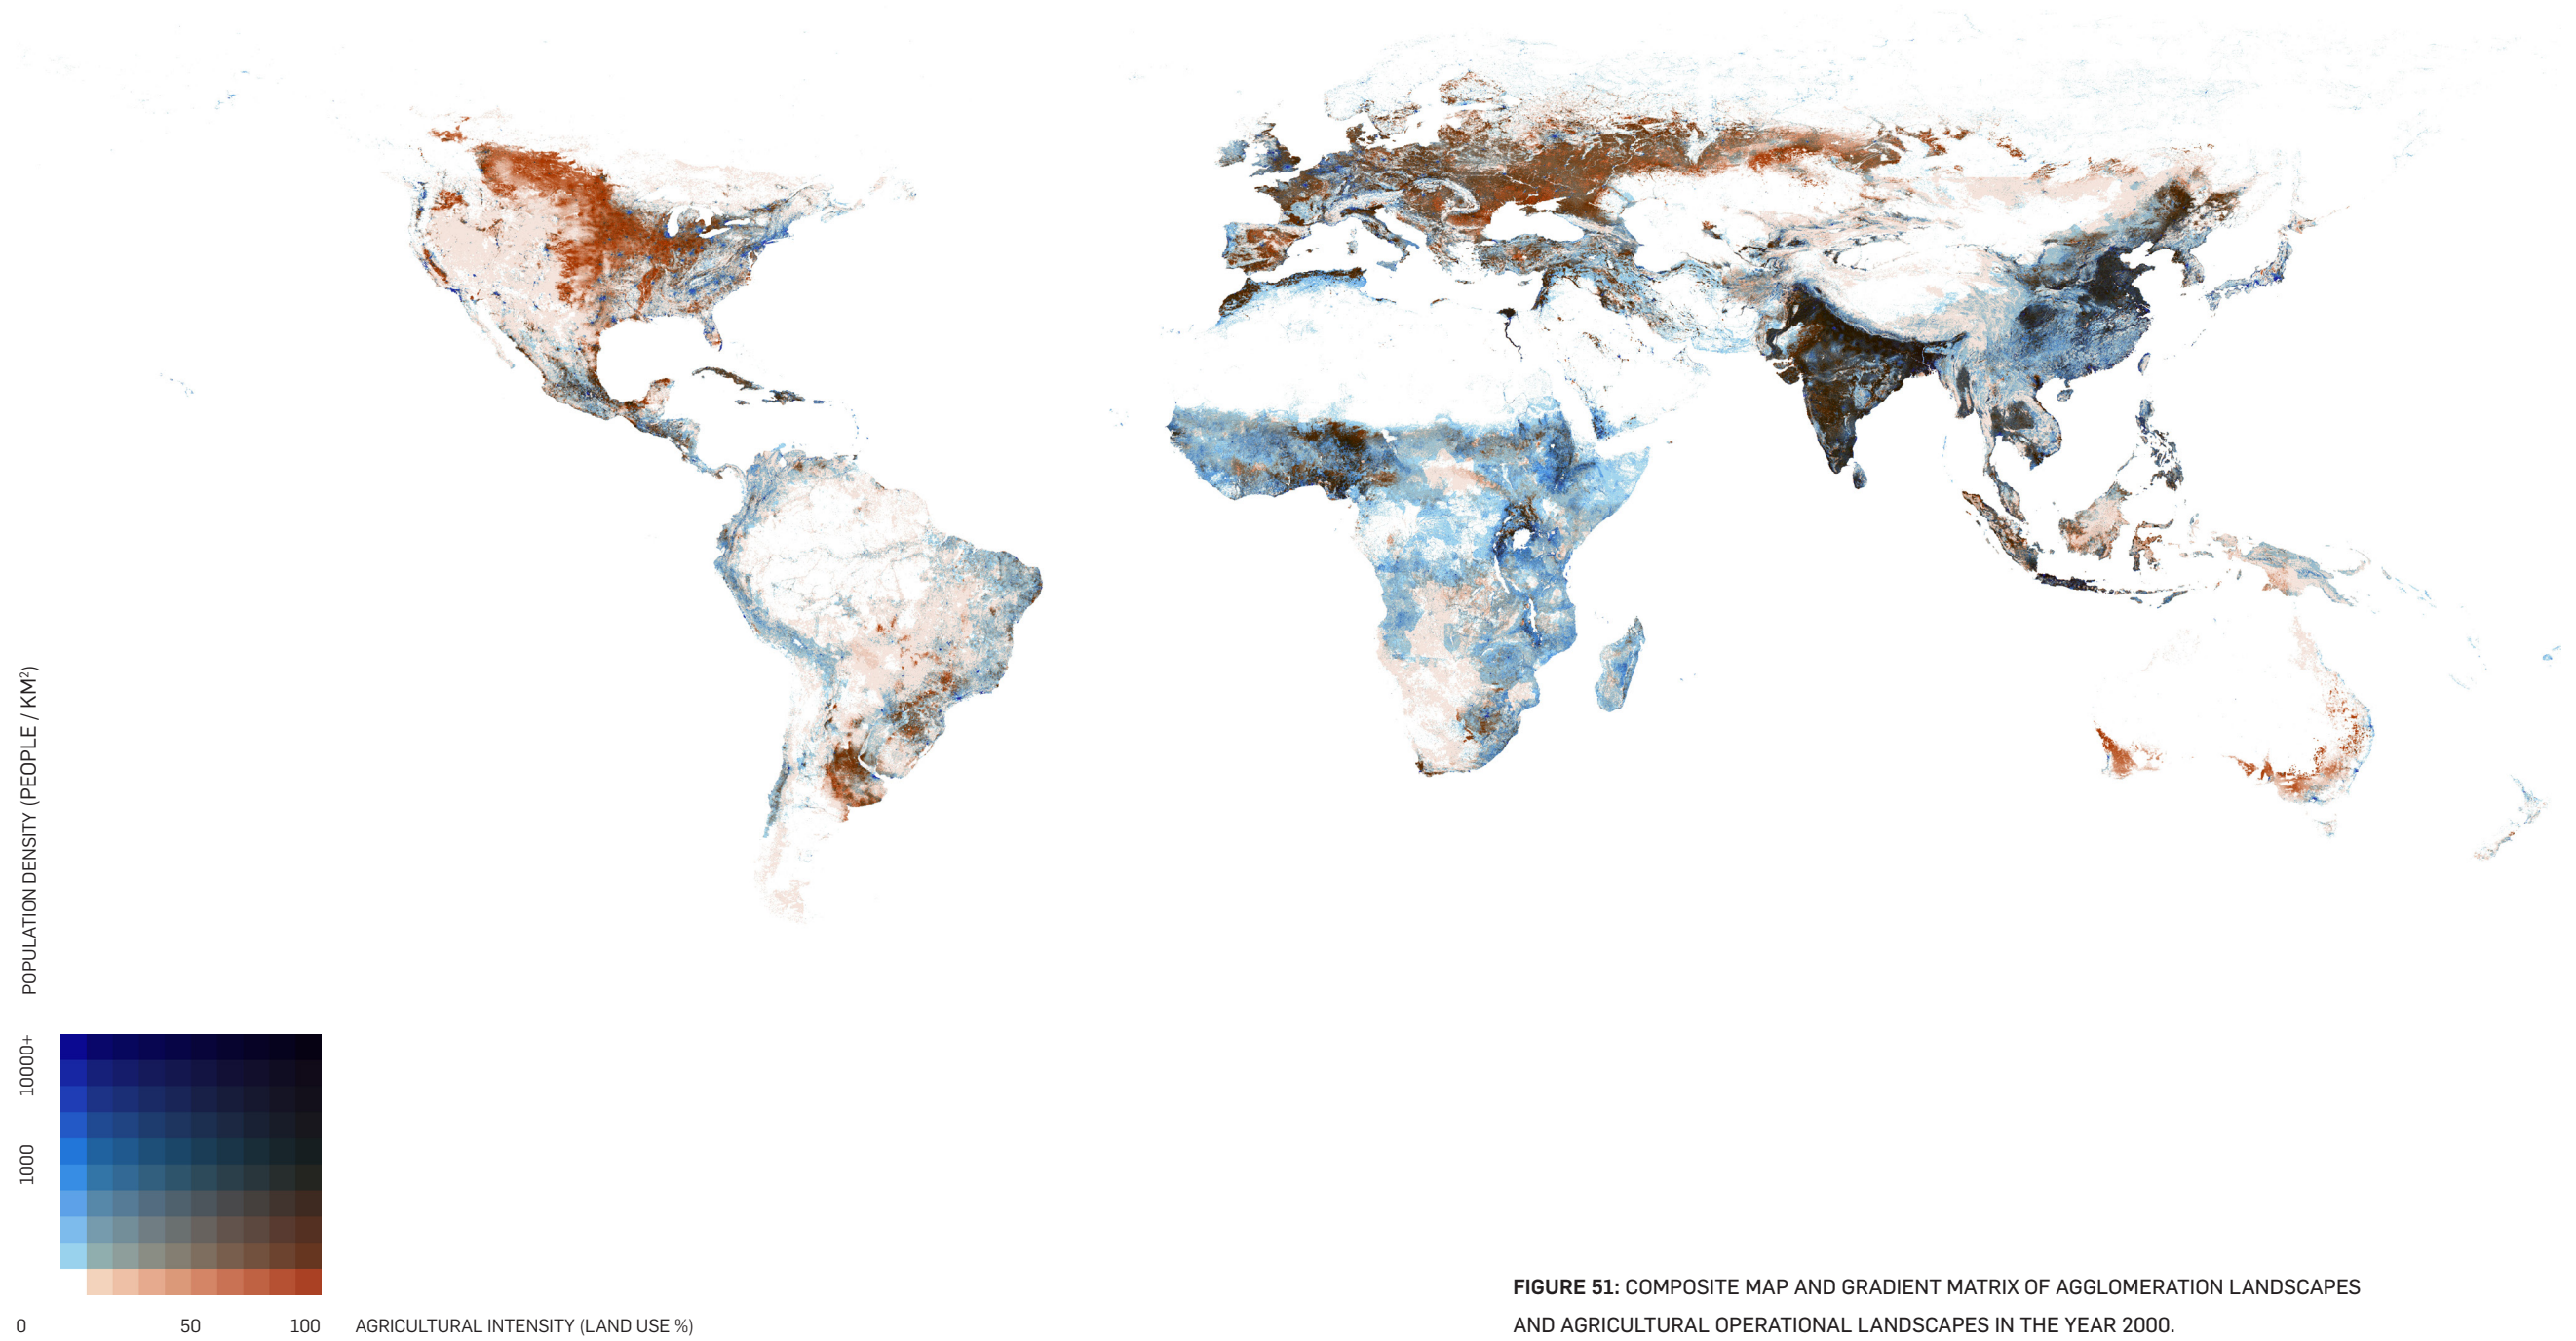 POPULATION DENSITY (PEOPLE / KM²)
10000+
1000
0 50 100 AGRICULTURAL INTENSITY (LAND USE %)
FIGURE 51: COMPOSITE MAP AND GRADIENT MATRIX OF AGGLOMERATION LANDSCAPES
AND AGRICULTURAL OPERATIONAL LANDSCAPES IN THE YEAR 2000.